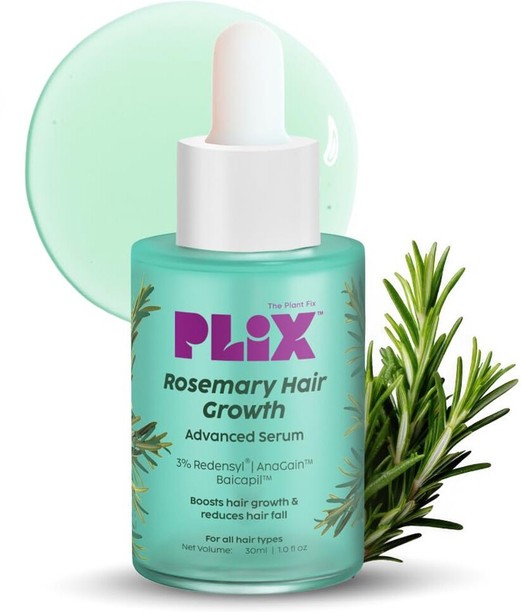 The Plant Fix
PLiX™
Rosemary Hair
Growth
Advanced Serum
3% Redensyl® | AnaGain™
Baicapil™
Boosts hair growth &
reduces hair fall
For all hair types
Net Volume: 30ml | 1.0 fl oz